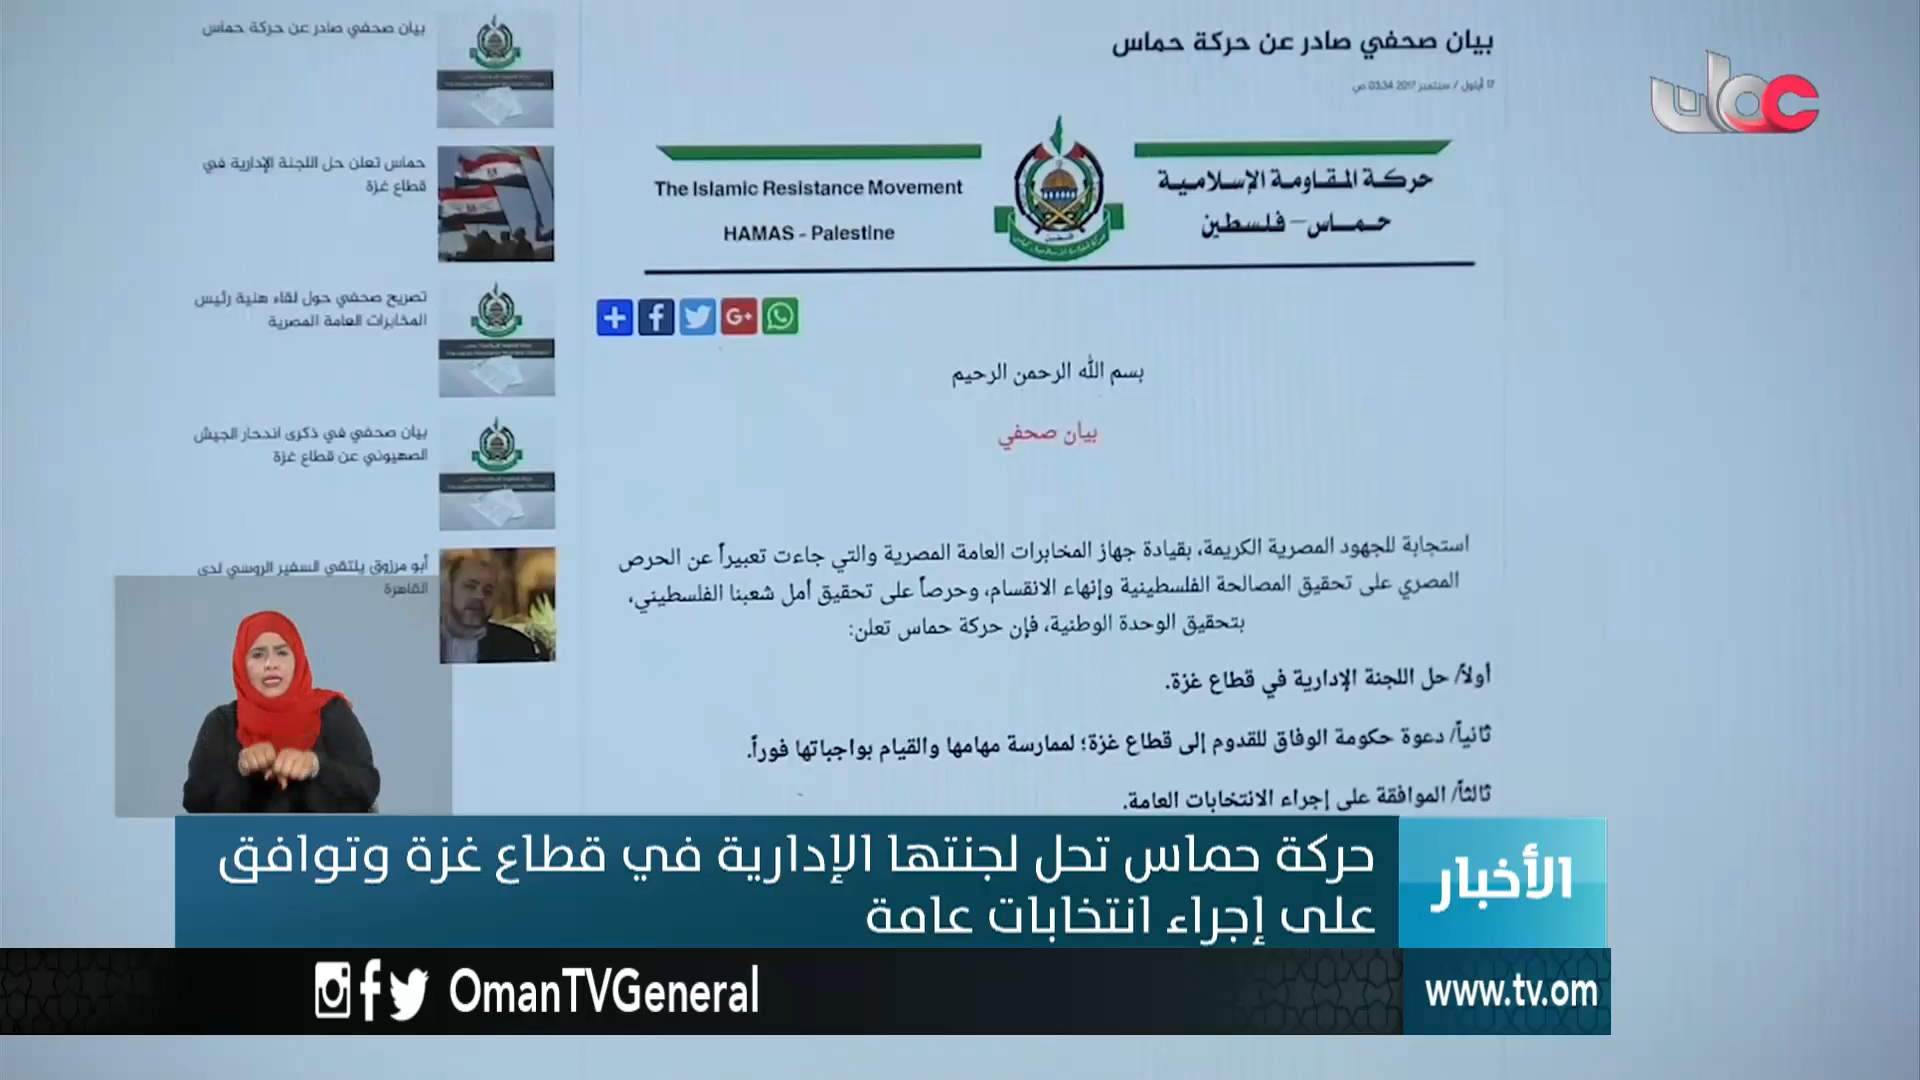 بيان صحفي صادر عن حركة حماس
17 أيلول / سبتمبر 2017 03:34 ص
عمان
The Islamic Resistance Movement
HAMAS - Palestine
حركة المقاومة الإسلامية
حماس - فلسطين
بسم الله الرحمن الرحيم
بيان صحفي
استجابة للجهود المصرية الكريمة، بقيادة جهاز المخابرات العامة المصرية والتي جاءت تعبيراً عن الحرص
المصري على تحقيق المصالحة الفلسطينية وإنهاء الانقسام، وحرصاً على تحقيق أمل شعبنا الفلسطيني،
بتحقيق الوحدة الوطنية، فإن حركة حماس تعلن:
أولاً/ حل اللجنة الإدارية في قطاع غزة.
ثانياً/ دعوة حكومة الوفاق للقدوم إلى قطاع غزة؛ لممارسة مهامها والقيام بواجباتها فوراً.
ثالثاً/ الموافقة على إجراء الانتخابات العامة.
بيان صحفي صادر عن حركة حماس
حماس تعلن حل اللجنة الإدارية في
قطاع غزة
تصريح صحفي حول لقاء هنية رئيس
المخابرات العامة المصرية
بيان صحفي في ذكرى اندحار الجيش
الصهيوني عن قطاع غزة
أبو مرزوق يلتقي السفير الروسي لدى
القاهرة
الأخبار
حركة حماس تحل لجنتها الإدارية في قطاع غزة وتوافق
على إجراء انتخابات عامة
OmanTVGeneral
www.tv.om